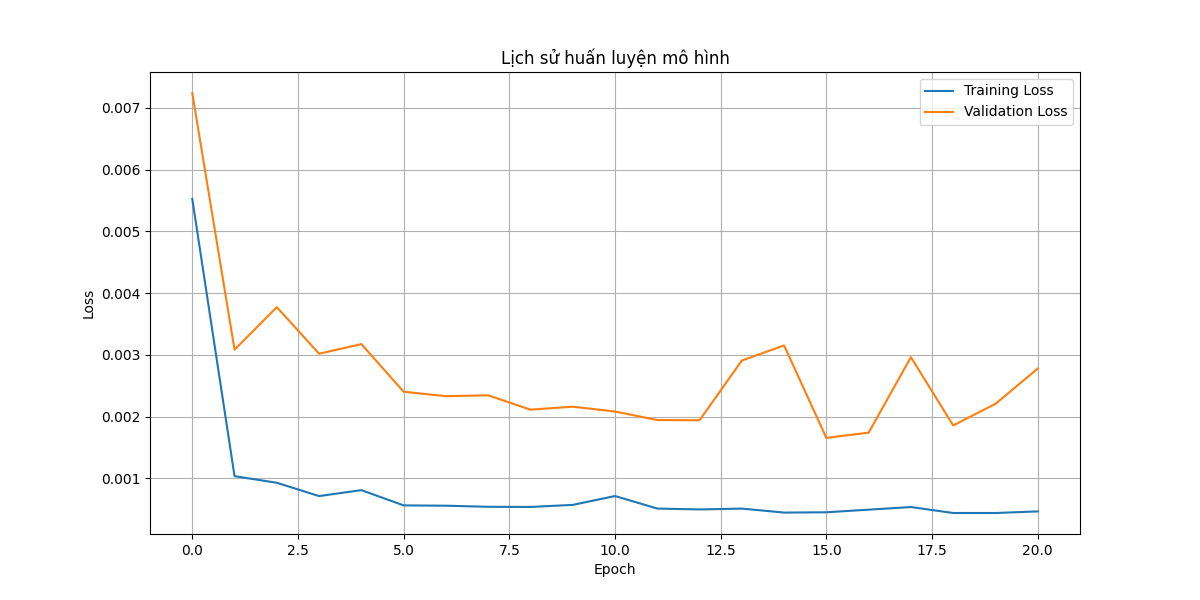 Lịch sử huấn luyện mô hình
Training Loss
Validation Loss
0.007
0.006
0.005
0.004
0.003
0.002
0.001
Loss
0.0 2.5 5.0 7.5 10.0 12.5 15.0 17.5 20.0
Epoch